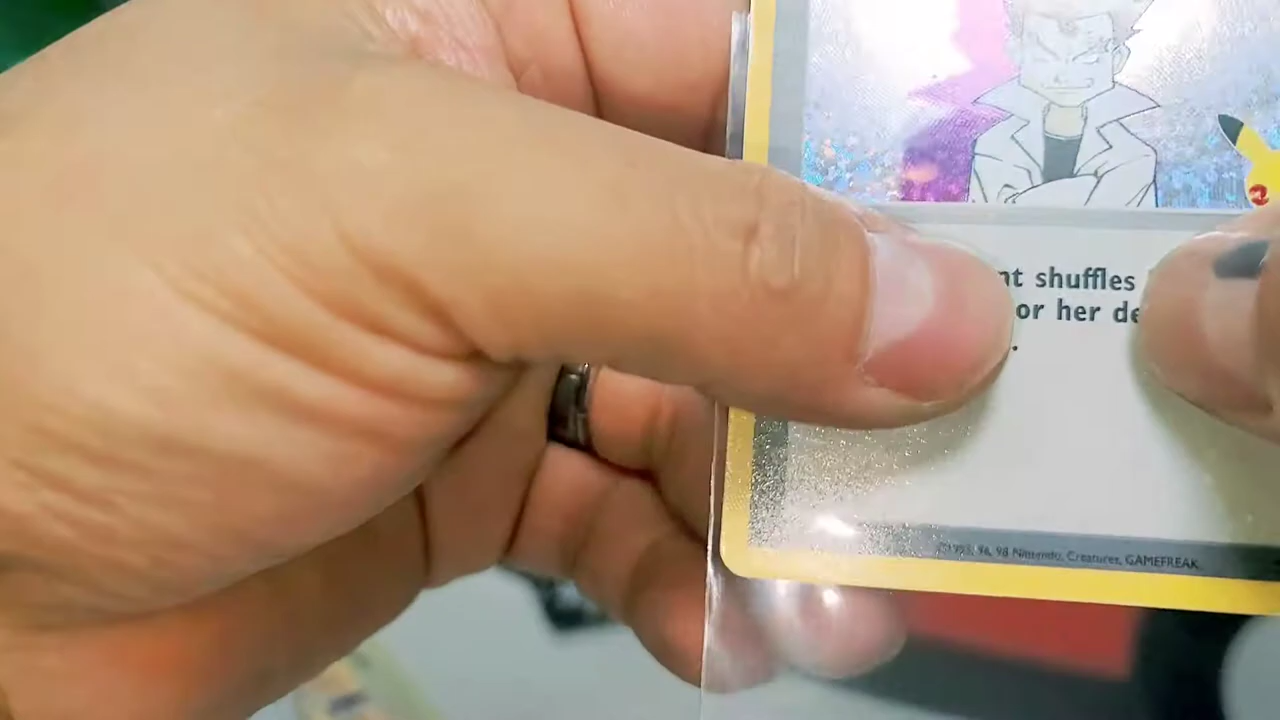 nt shuffles
or her de
.
©1995, 96, 98 Nintendo, Creatures, GAMEFREAK